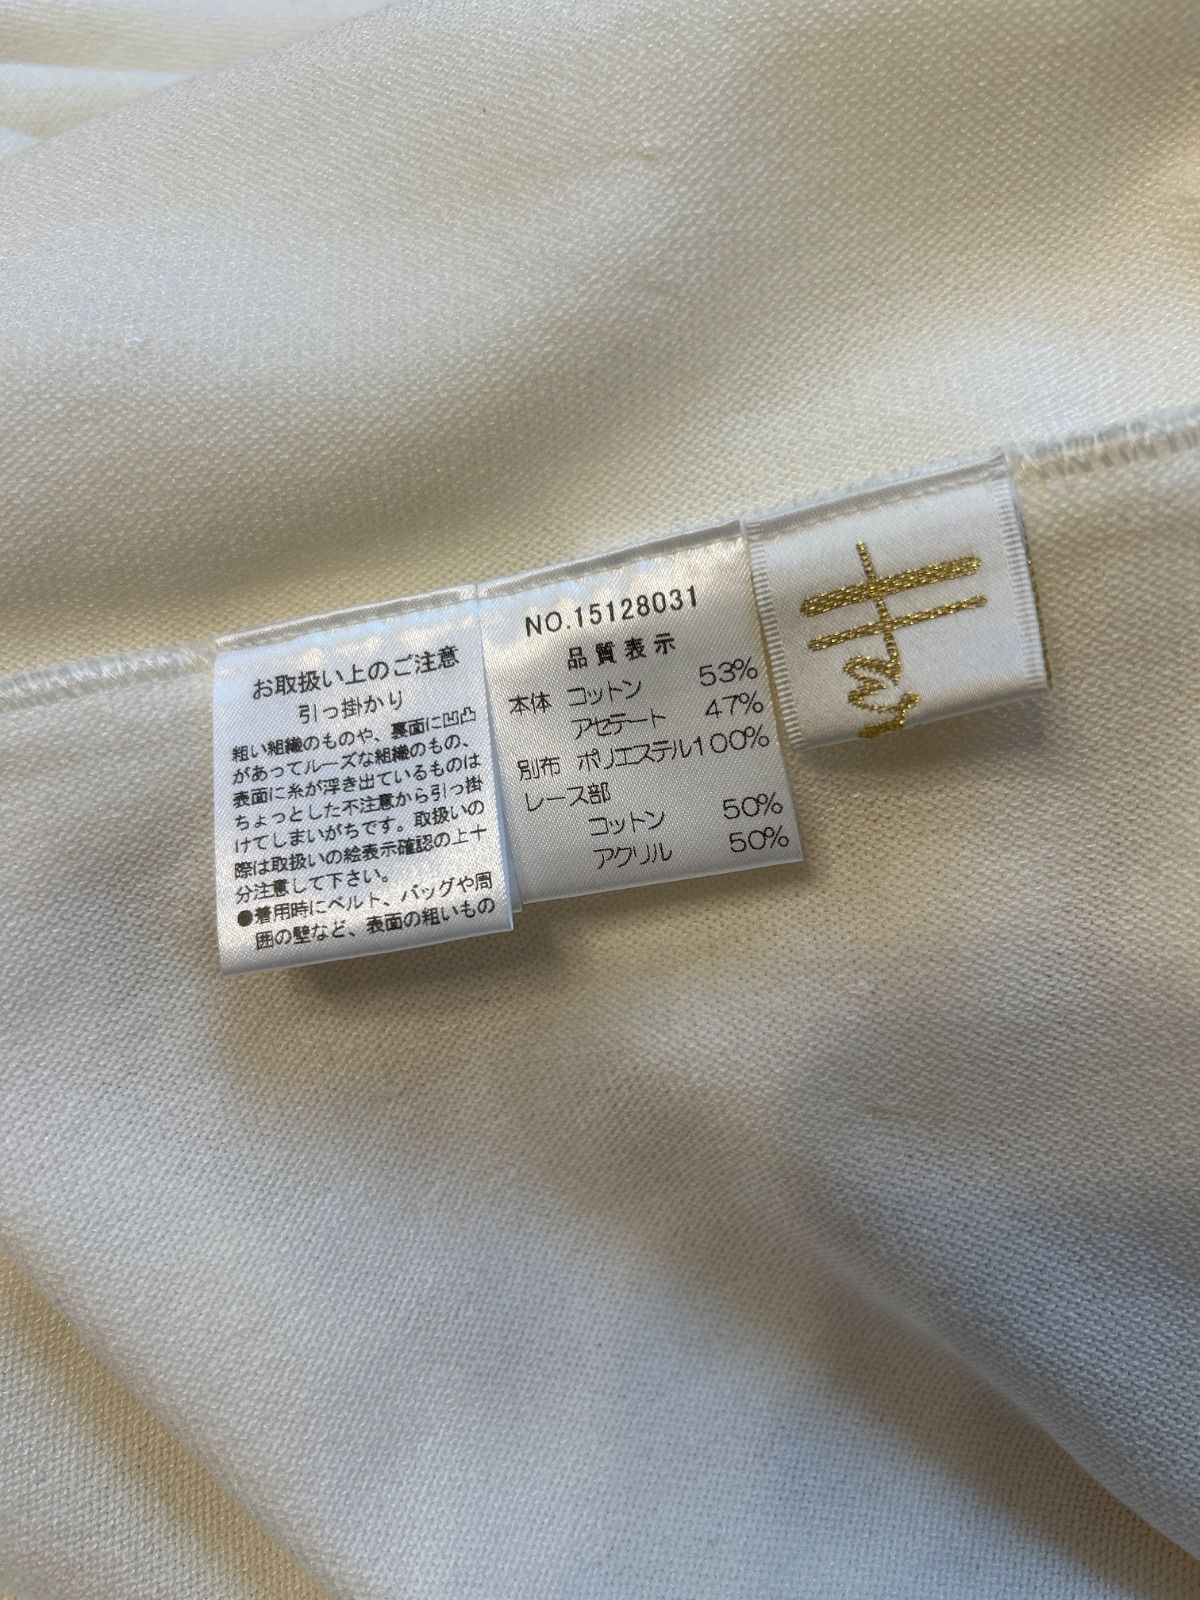 お取扱い上のご注意
引っ掛かり
粗い組織のものや、裏面に凹凸
があってルーズな組織のもの、
表面に糸が浮き出ているものは
ちょっとした不注意から引っ掛
けてしまいがちです。取扱いの
際は取扱いの絵表示確認の上十
分注意して下さい。
●着用時にベルト、バッグや周
囲の壁など、表面の粗いもの
NO.15128031
品質表示
本体 コットン 53%
アセテート 47%
別布 ポリエステル100%
レース部
コットン 50%
アクリル 50%